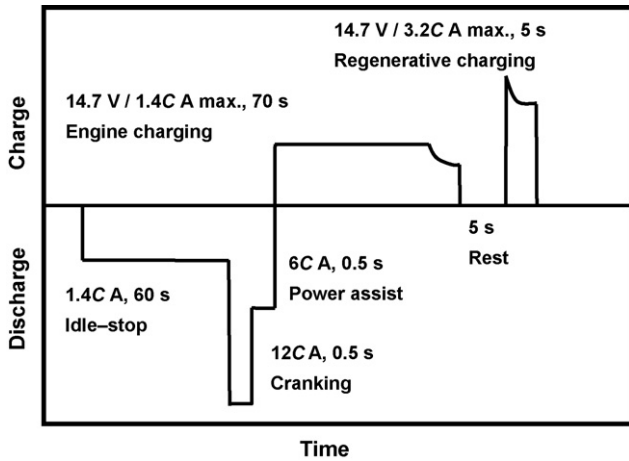 14.7 V / 3.2C A max., 5 s
Regenerative charging
14.7 V / 1.4C A max., 70 s
Engine charging
Charge
5 s
Rest
6C A, 0.5 s
Power assist
1.4C A, 60 s
Idle–stop
12C A, 0.5 s
Cranking
Discharge
Time